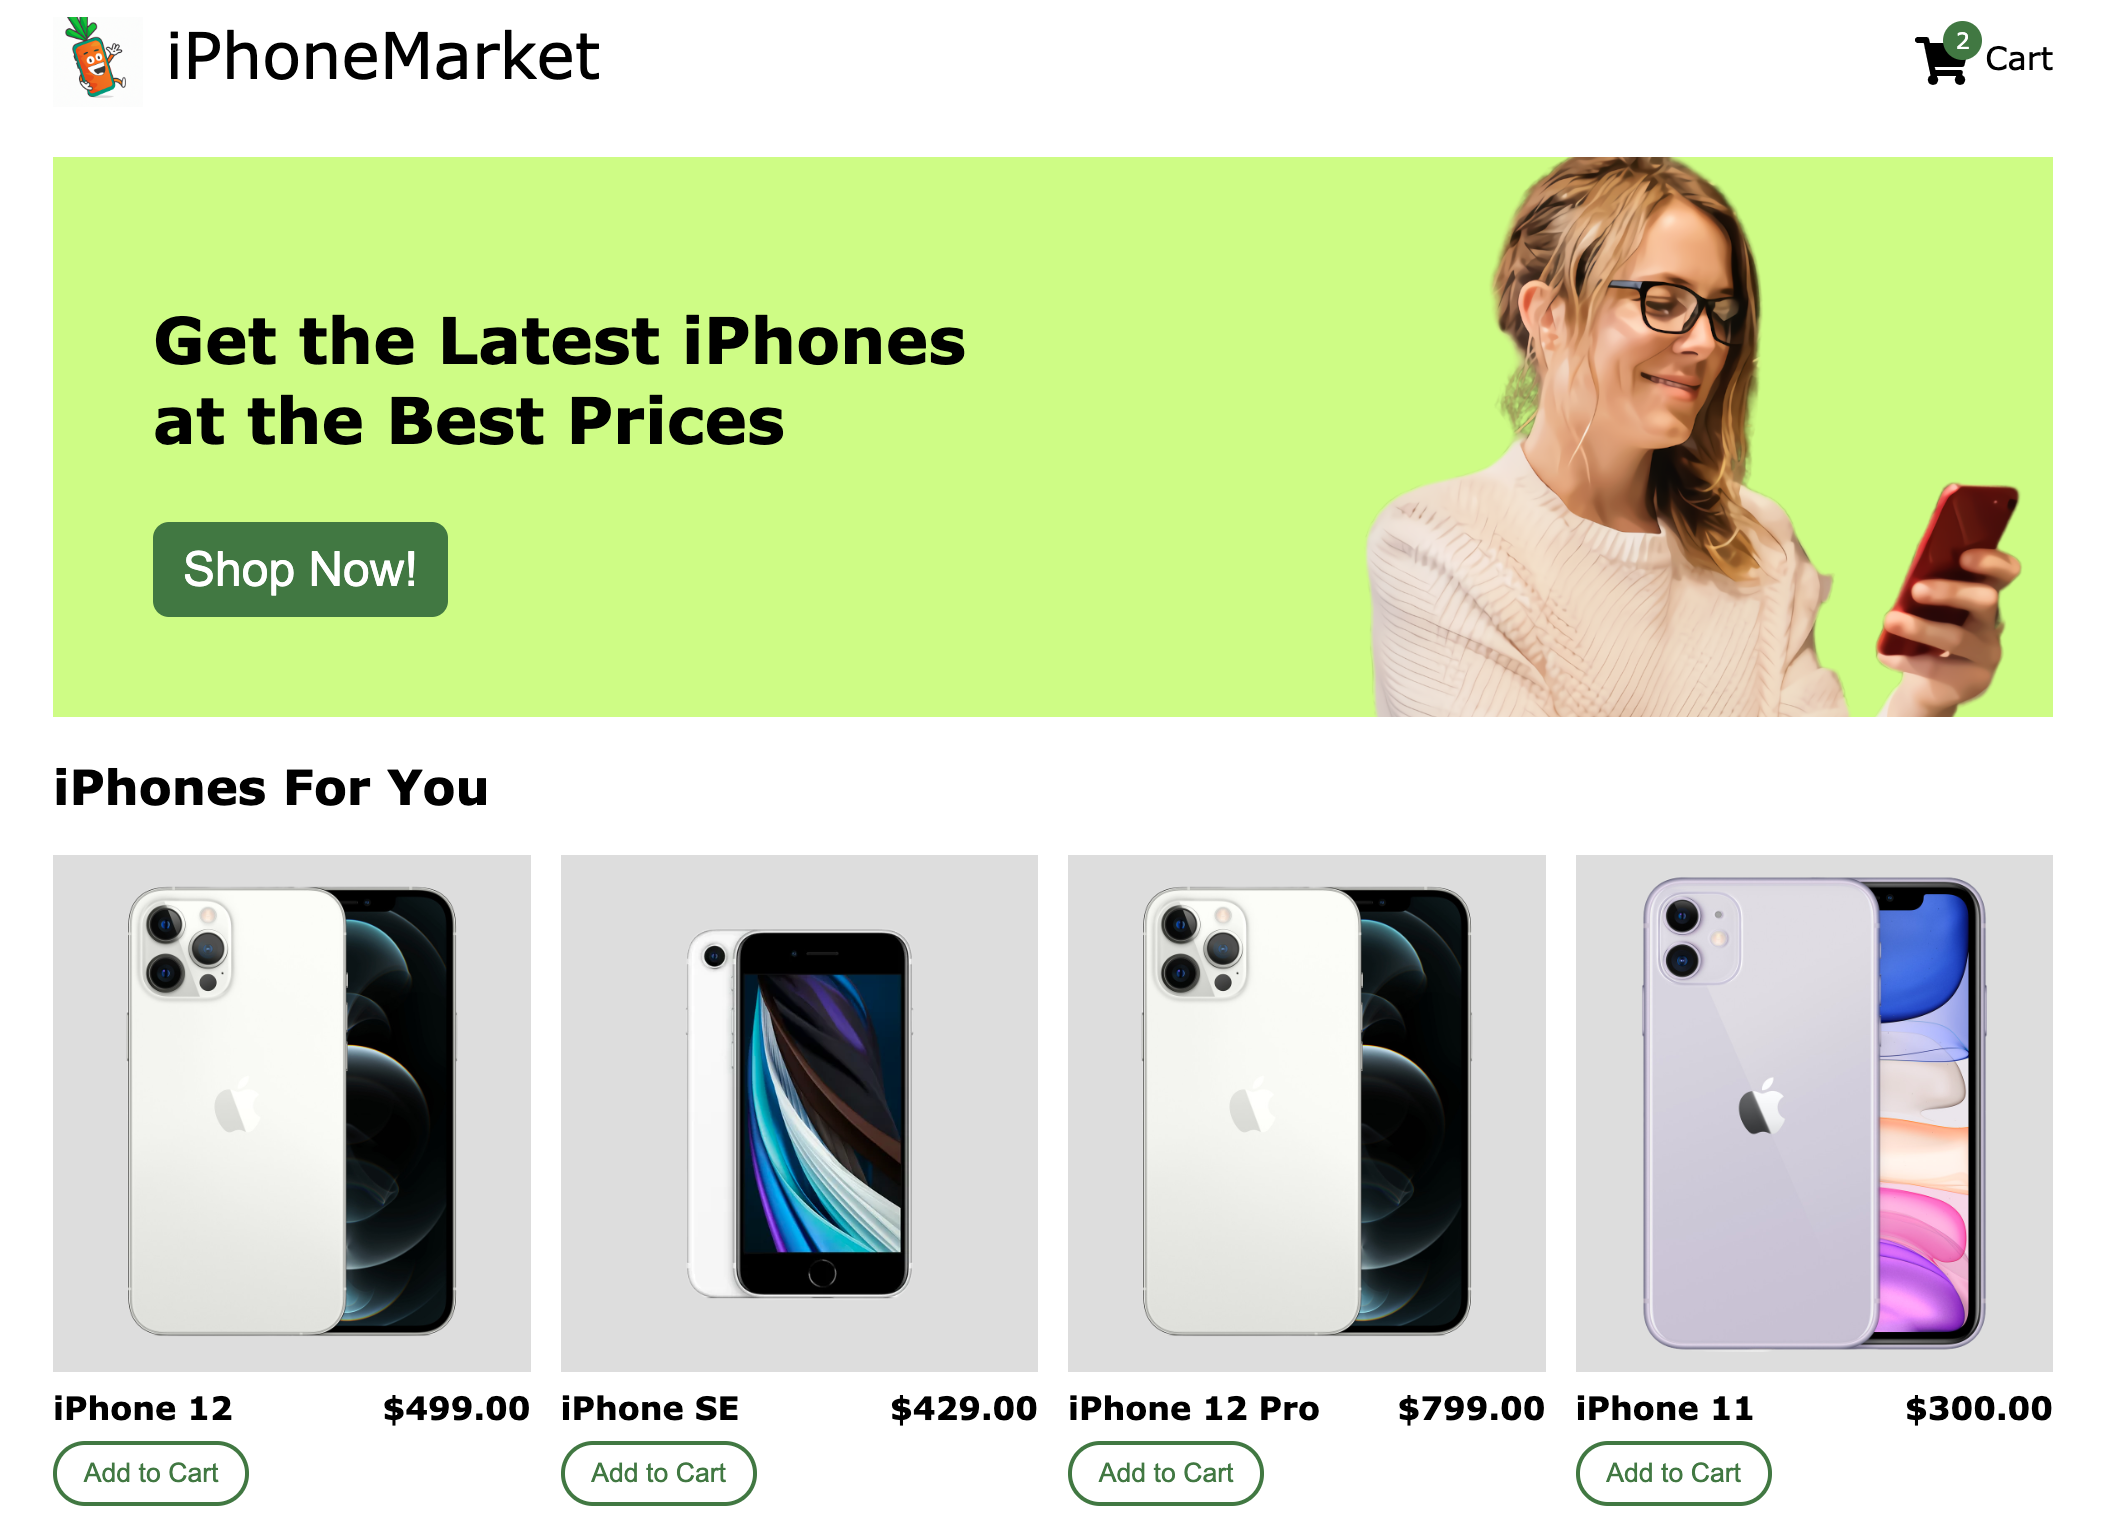 iPhoneMarket
2
Cart
Get the Latest iPhones
at the Best Prices
Shop Now!
iPhones For You
iPhone 12 $499.00
Add to Cart
iPhone SE $429.00
Add to Cart
iPhone 12 Pro $799.00
Add to Cart
iPhone 11 $300.00
Add to Cart